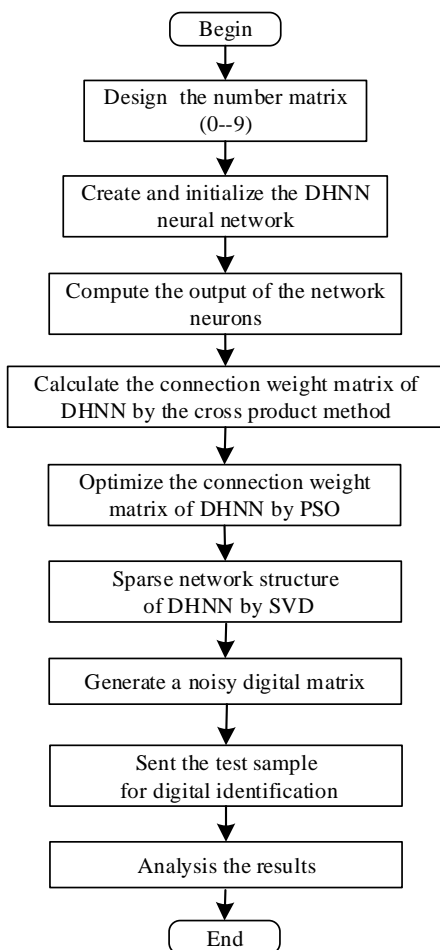 Begin
Design the number matrix
(0--9)
Create and initialize the DHNN
neural network
Compute the output of the network
neurons
Calculate the connection weight matrix of
DHNN by the cross product method
Optimize the connection weight
matrix of DHNN by PSO
Sparse network structure
of DHNN by SVD
Generate a noisy digital matrix
Sent the test sample
for digital identification
Analysis the results
End